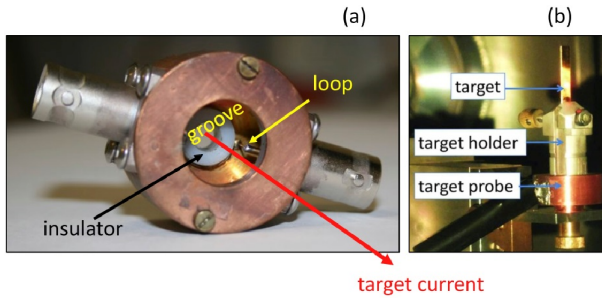 (a)
(b)
loop
groove
insulator
target current
target
target holder
target probe